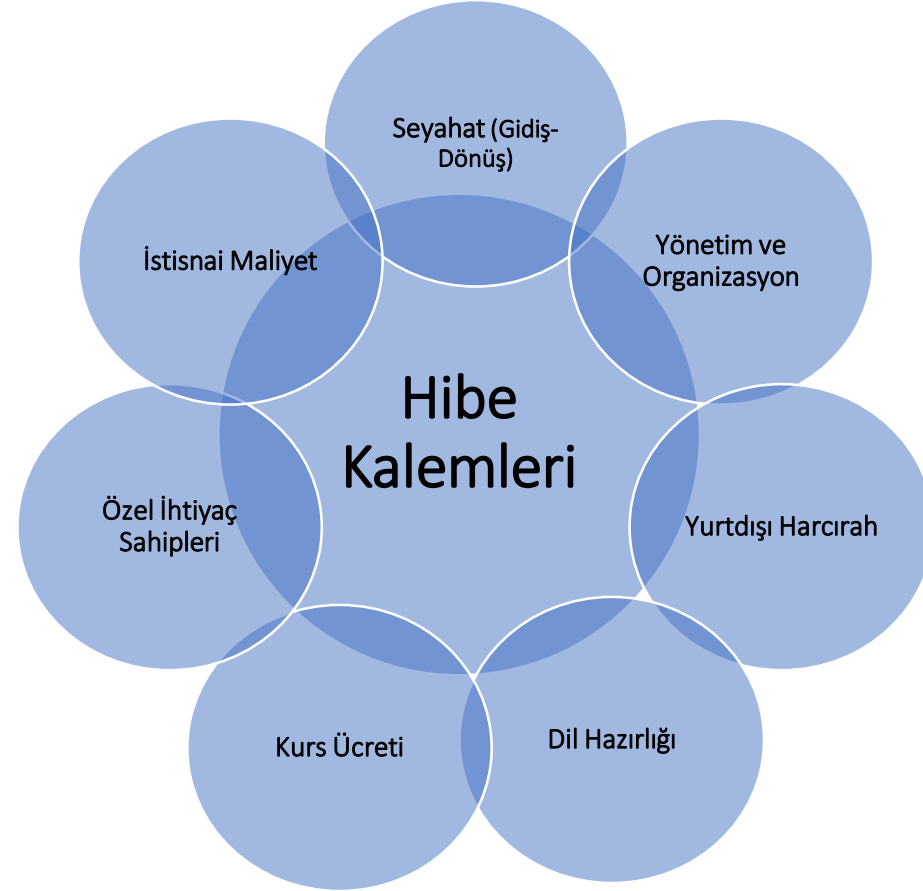 Seyahat (Gidiş-
Dönüş)
Yönetim ve
Organizasyon
Yurtdışı Harcırah
Dil Hazırlığı
Kurs Ücreti
Özel İhtiyaç
Sahipleri
İstisnai Maliyet
Hibe
Kalemleri